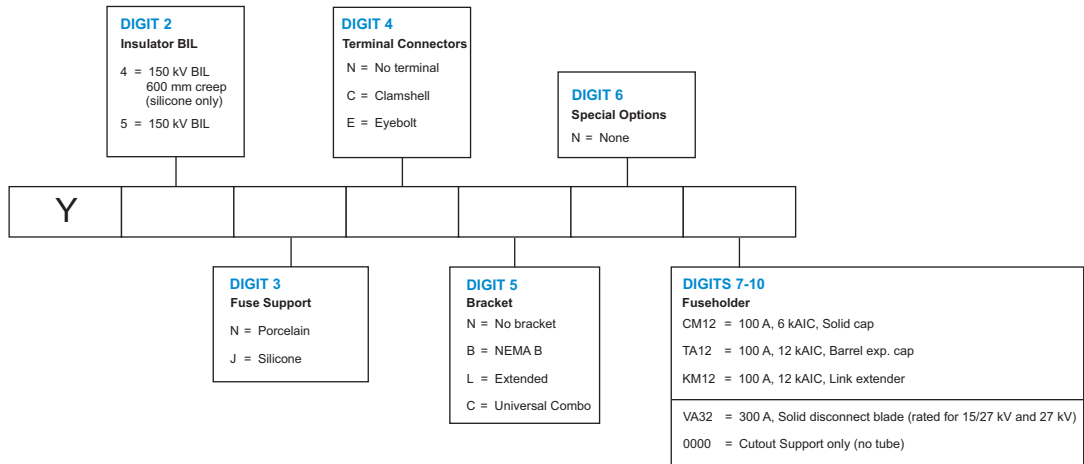 DIGIT 2
Insulator BIL
4 = 150 kV BIL
600 mm creep
(silicone only)
5 = 150 kV BIL
DIGIT 4
Terminal Connectors
N = No terminal
C = Clamshell
E = Eyebolt
DIGIT 6
Special Options
N = None
Y
DIGIT 3
Fuse Support
N = Porcelain
J = Silicone
DIGIT 5
Bracket
N = No bracket
B = NEMA B
L = Extended
C = Universal Combo
DIGITS 7-10
Fuseholder
CM12 = 100 A, 6 kAIC, Solid cap
TA12 = 100 A, 12 kAIC, Barrel exp. cap
KM12 = 100 A, 12 kAIC, Link extender
VA32 = 300 A, Solid disconnect blade (rated for 15/27 kV and 27 kV)
0000 = Cutout Support only (no tube)